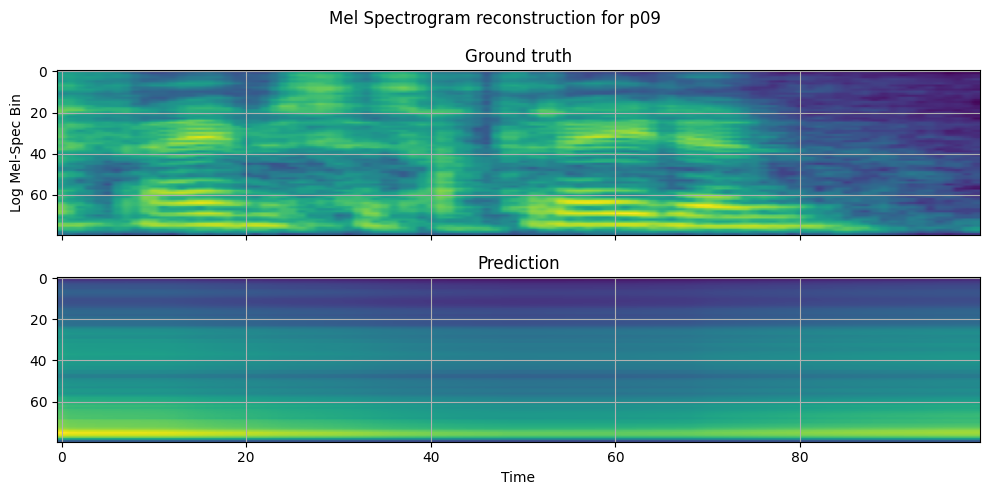 Mel Spectrogram reconstruction for p09
Ground truth
0
20
40
60
Log Mel-Spec Bin
Prediction
0
20
40
60
0 20 40 60 80
Time